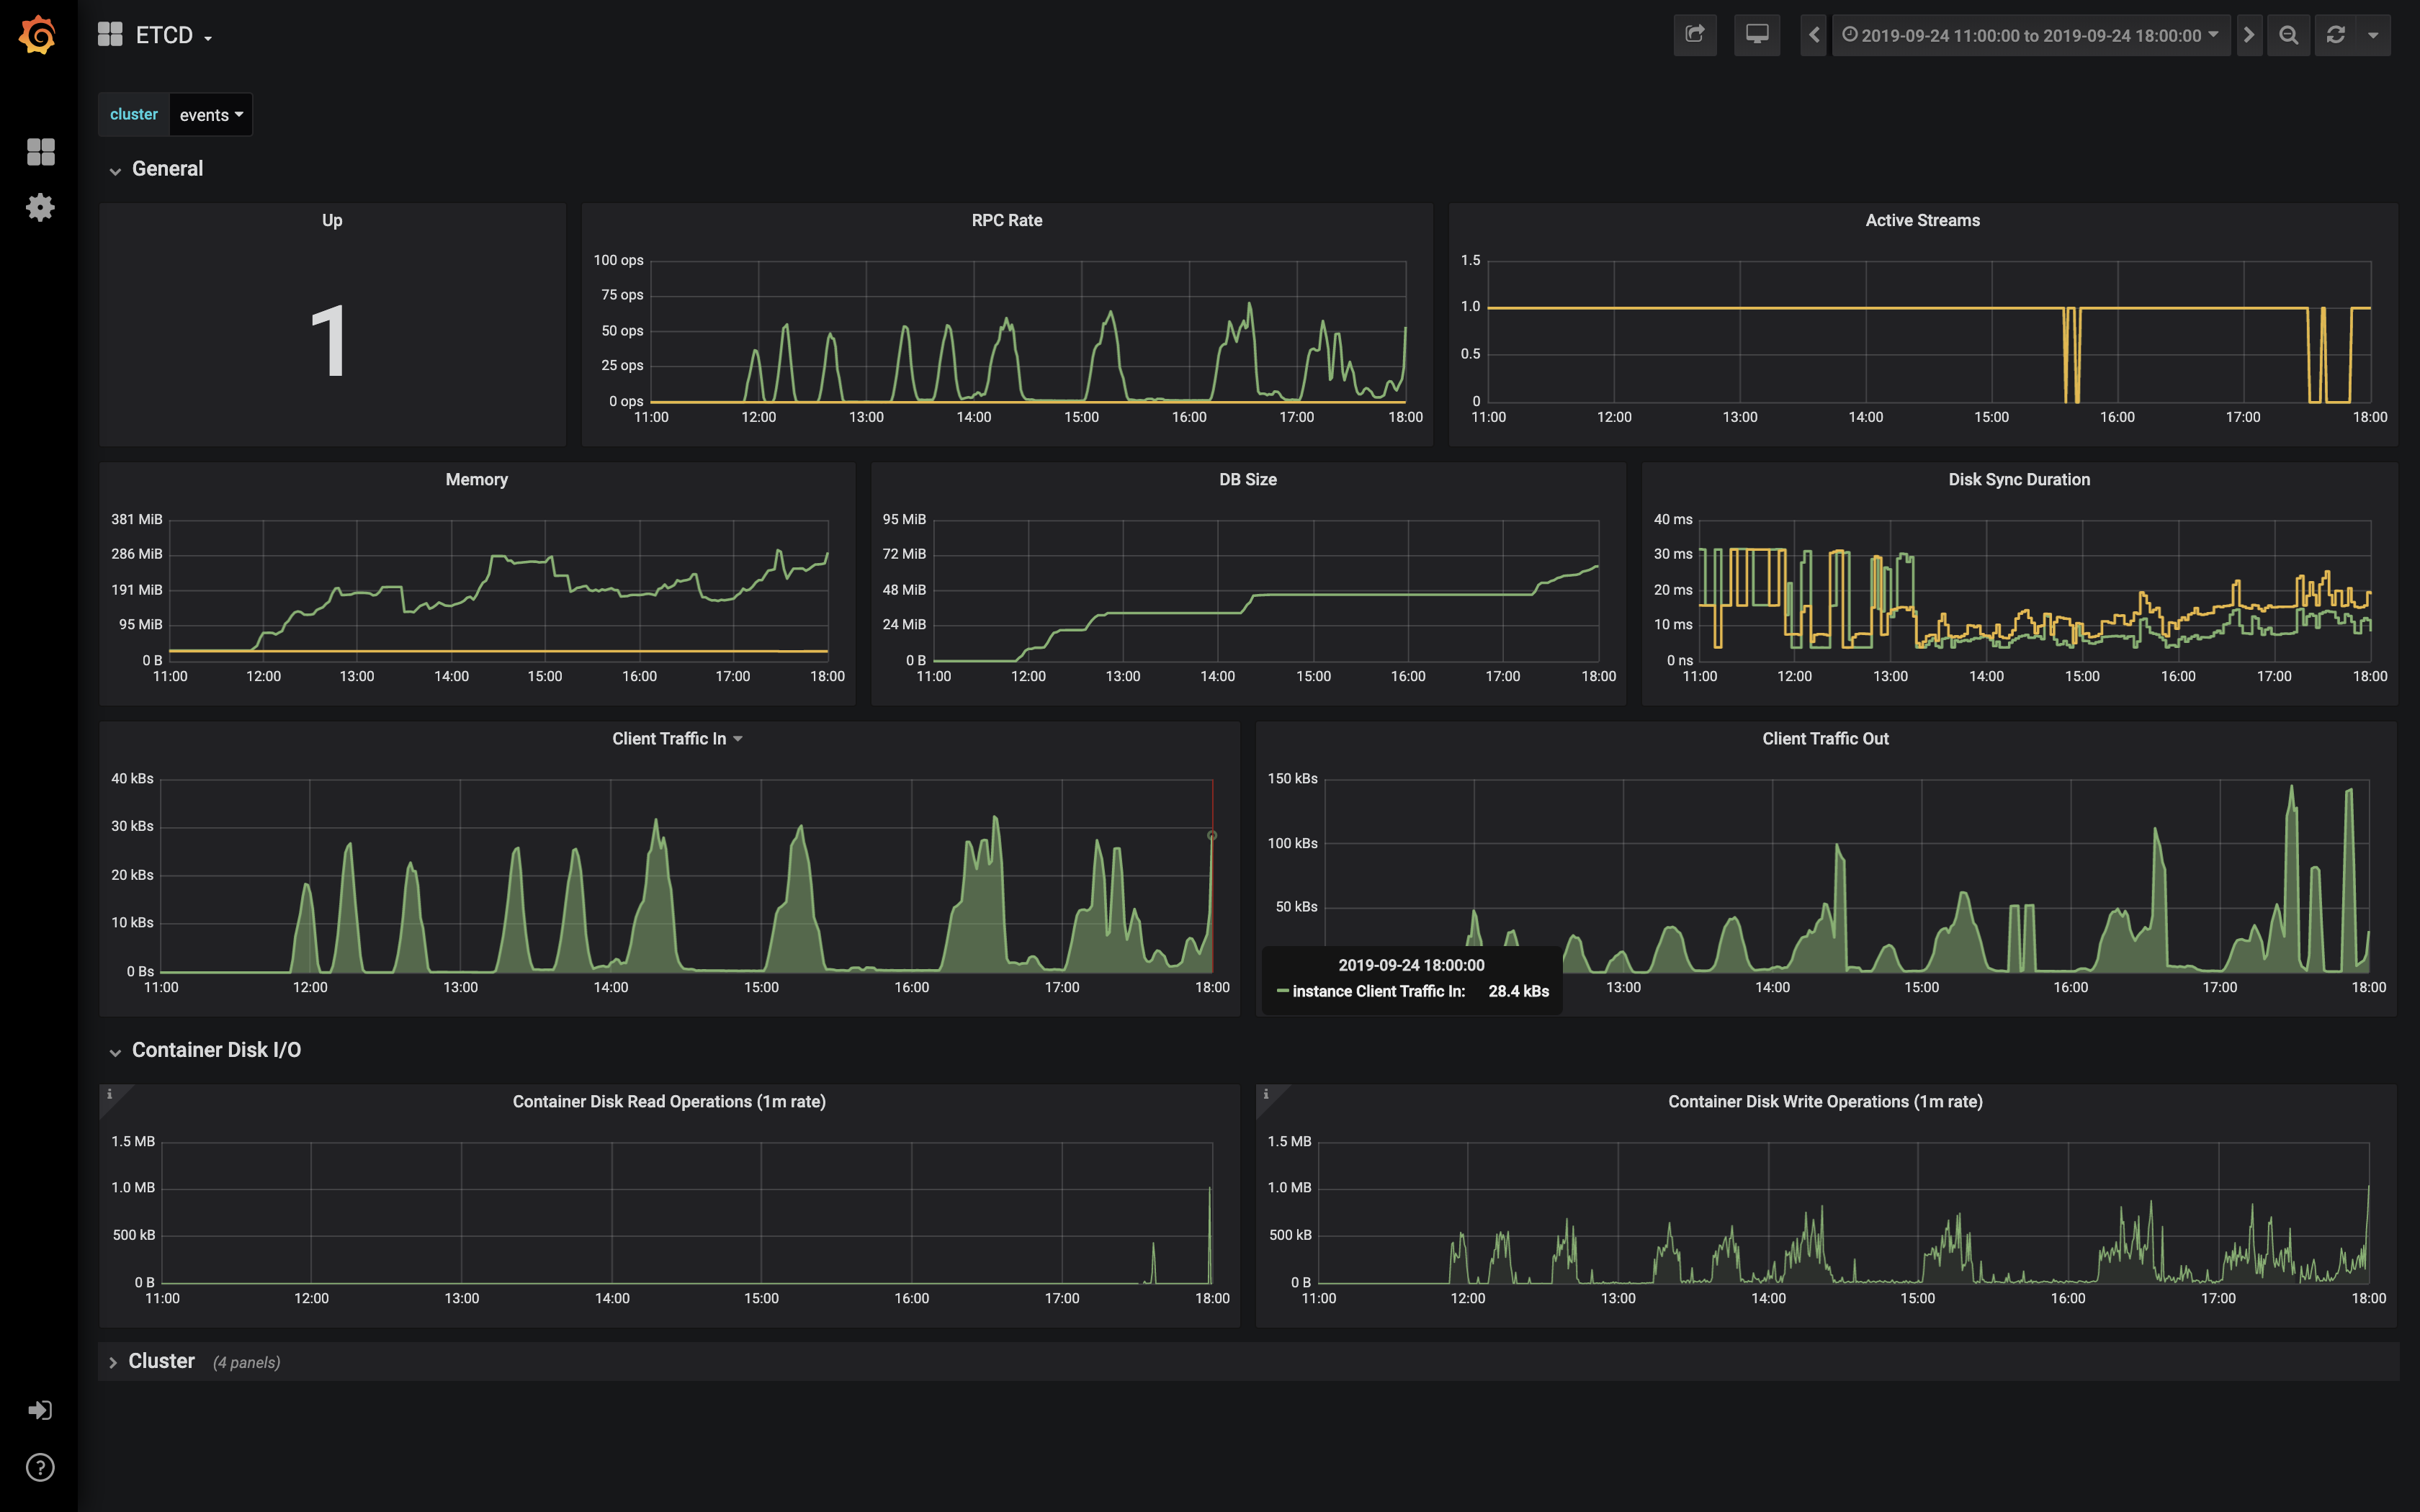 ETCD
2019-09-24 11:00:00 to 2019-09-24 18:00:00
cluster events
General
Up
1
RPC Rate
100 ops
75 ops
50 ops
25 ops
0 ops
11:00 12:00 13:00 14:00 15:00 16:00 17:00 18:00
Active Streams
1.5
1.0
0.5
0
11:00 12:00 13:00 14:00 15:00 16:00 17:00 18:00
Memory
381 MiB
286 MiB
191 MiB
95 MiB
0 B
11:00 12:00 13:00 14:00 15:00 16:00 17:00 18:00
DB Size
95 MiB
72 MiB
48 MiB
24 MiB
0 B
11:00 12:00 13:00 14:00 15:00 16:00 17:00 18:00
Disk Sync Duration
40 ms
30 ms
20 ms
10 ms
0 ns
11:00 12:00 13:00 14:00 15:00 16:00 17:00 18:00
Client Traffic In
40 kBs
30 kBs
20 kBs
10 kBs
0 Bs
11:00 12:00 13:00 14:00 15:00 16:00 17:00 18:00
Client Traffic Out
150 kBs
100 kBs
50 kBs
13:00 14:00 15:00 16:00 17:00 18:00
2019-09-24 18:00:00
instance Client Traffic In: 28.4 kBs
Container Disk I/O
i
Container Disk Read Operations (1m rate)
1.5 MB
1.0 MB
500 kB
0 B
11:00 12:00 13:00 14:00 15:00 16:00 17:00 18:00
i
Container Disk Write Operations (1m rate)
1.5 MB
1.0 MB
500 kB
0 B
11:00 12:00 13:00 14:00 15:00 16:00 17:00 18:00
Cluster (4 panels)
?